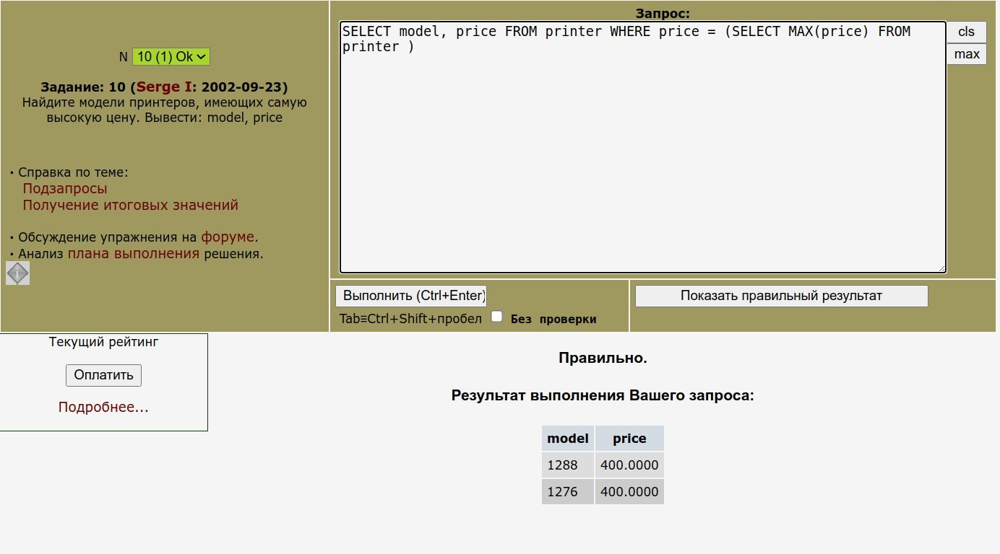 N 10 (1) Ok
Задание: 10 (Serge I: 2002-09-23)
Найдите модели принтеров, имеющих самую
высокую цену. Вывести: model, price
· Справка по теме:
Подзапросы
Получение итоговых значений
· Обсуждение упражнения на форуме.
· Анализ плана выполнения решения.
Запрос:
SELECT model, price FROM printer WHERE price = (SELECT MAX(price) FROM
printer )
cls
max
Выполнить (Ctrl+Enter)
Tab≡Ctrl+Shift+пробел Без проверки
Показать правильный результат
Текущий рейтинг
Оплатить
Подробнее...
Правильно.
Результат выполнения Вашего запроса:
model price
1288 400.0000
1276 400.0000